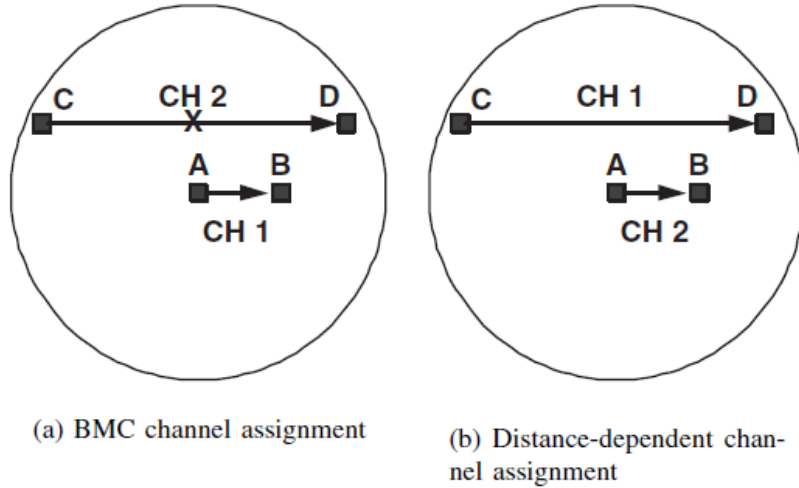 C CH 2 D
X
A B
CH 1
(a) BMC channel assignment
C CH 1 D
A B
CH 2
(b) Distance-dependent chan-
nel assignment